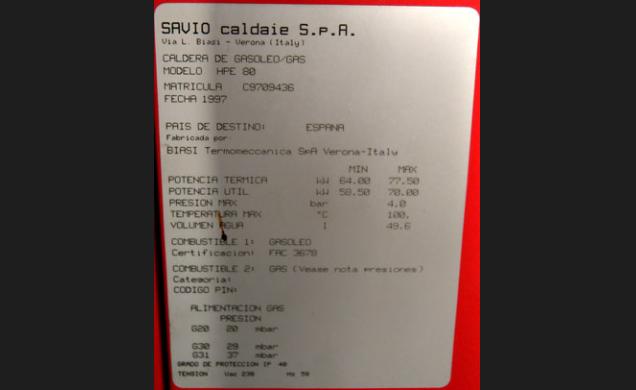 SAVIO caldaie S.p.A.
Via L. Biasi - Verona (Italy)
CALDERA DE GASOLEO/GAS
MODELO HPE 80
MATRICULA C9709436
FECHA 1997
PAIS DE DESTINO: ESPAÑA
Fabricada por
BIASI Termomeccanica SpA Verona-Italy
MIN MAX
POTENCIA TERMICA kW 64.00 77.50
POTENCIA UTIL kW 58.50 70.00
PRESION MAX bar 4,0
TEMPERATURA MAX °C 100,
VOLUMEN AGUA l 49.6
COMBUSTIBLE 1: GASOLEO
Certificacion: FAC 3678
COMBUSTIBLE 2: GAS (Vease nota presiones)
Categoria:
CODIGO PIN:
ALIMENTACION GAS
PRESION
G20 20 mbar
G30 29 mbar
G31 37 mbar
GRADO DE PROTECCION IP 40
TENSION Vac 230 Hz 50